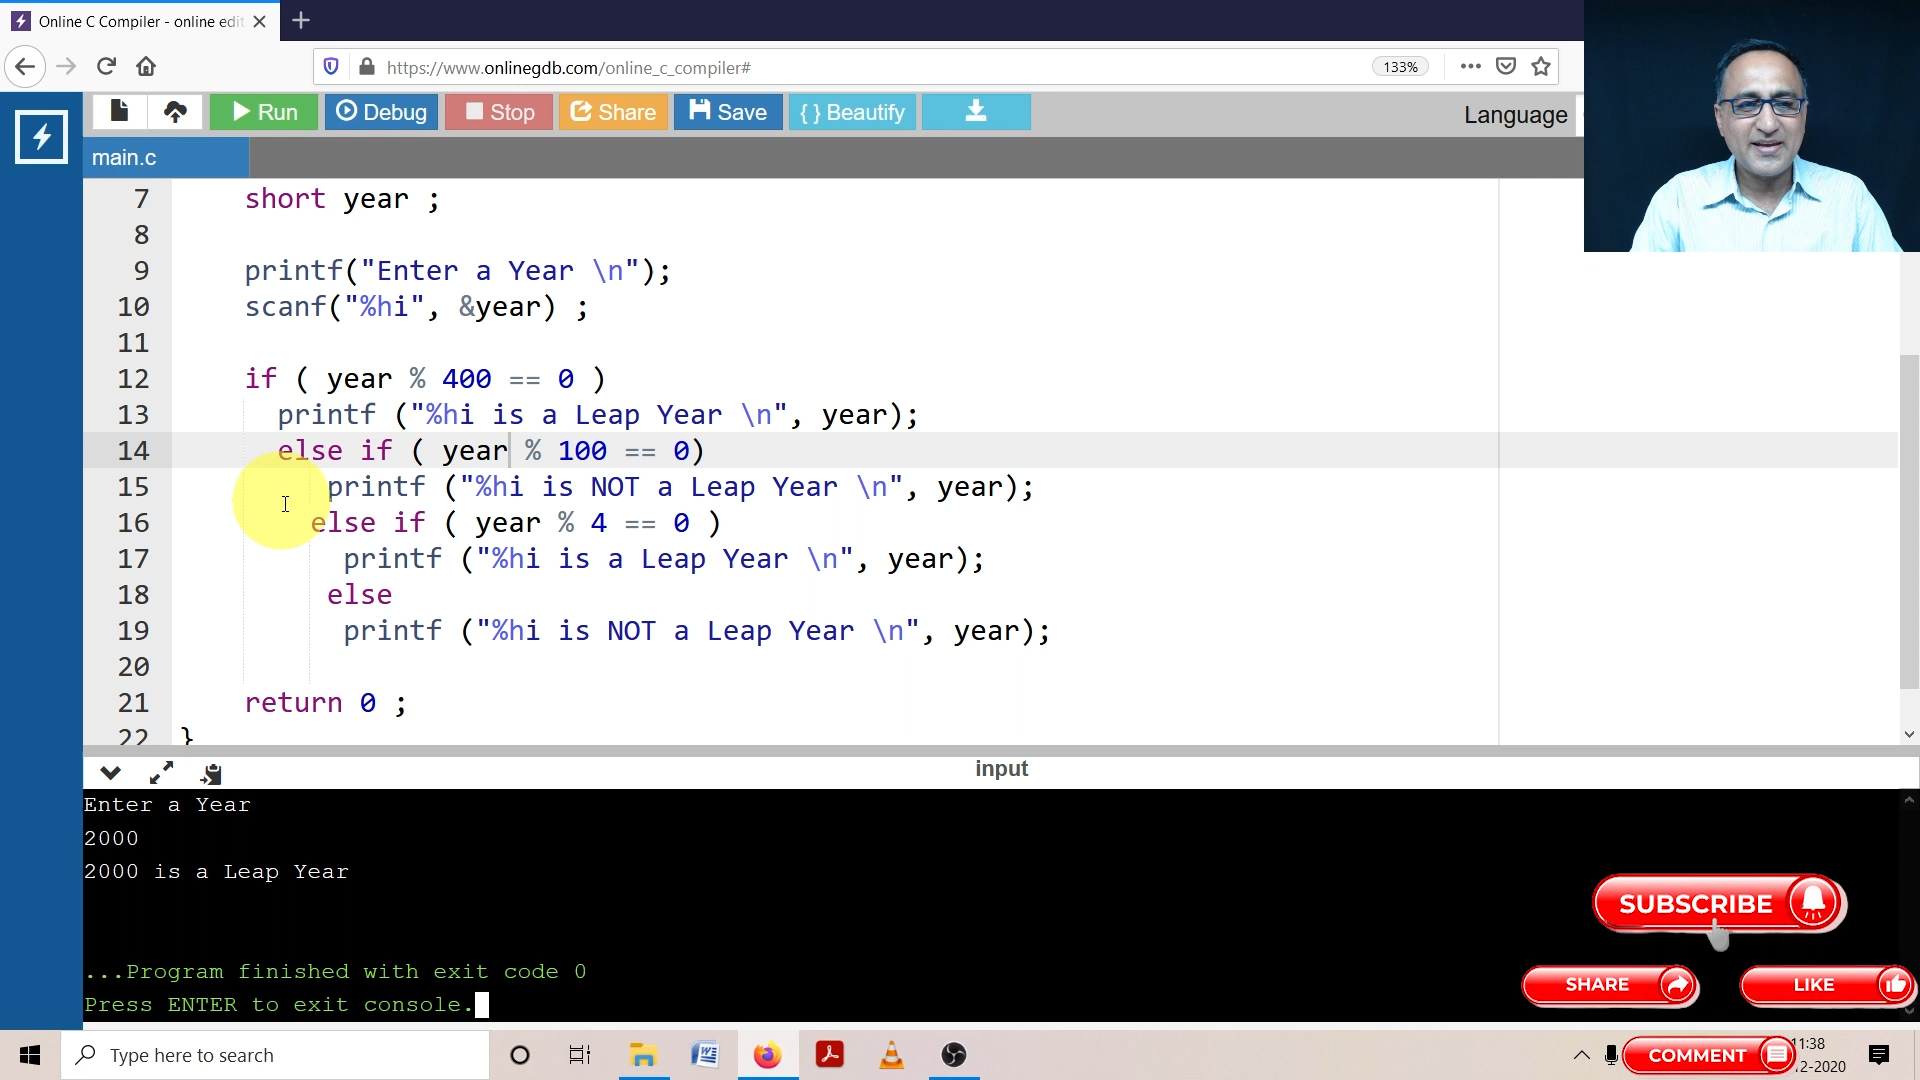 Online C Compiler - online edit
https://www.onlinegdb.com/online_c_compiler#
133%
Run
Debug
Stop
Share
Save
{ } Beautify
Language
main.c
7 short year ;
8
9 printf("Enter a Year \n");
10 scanf("%hi", &year) ;
11
12 if ( year % 400 == 0 )
13 printf ("%hi is a Leap Year \n", year);
14 else if ( year % 100 == 0)
15 printf ("%hi is NOT a Leap Year \n", year);
16 else if ( year % 4 == 0 )
17 printf ("%hi is a Leap Year \n", year);
18 else
19 printf ("%hi is NOT a Leap Year \n", year);
20
21 return 0 ;
22 }
input
Enter a Year
2000
2000 is a Leap Year
...Program finished with exit code 0
Press ENTER to exit console.
SUBSCRIBE
SHARE
LIKE
Type here to search
COMMENT
11:38
12-2020